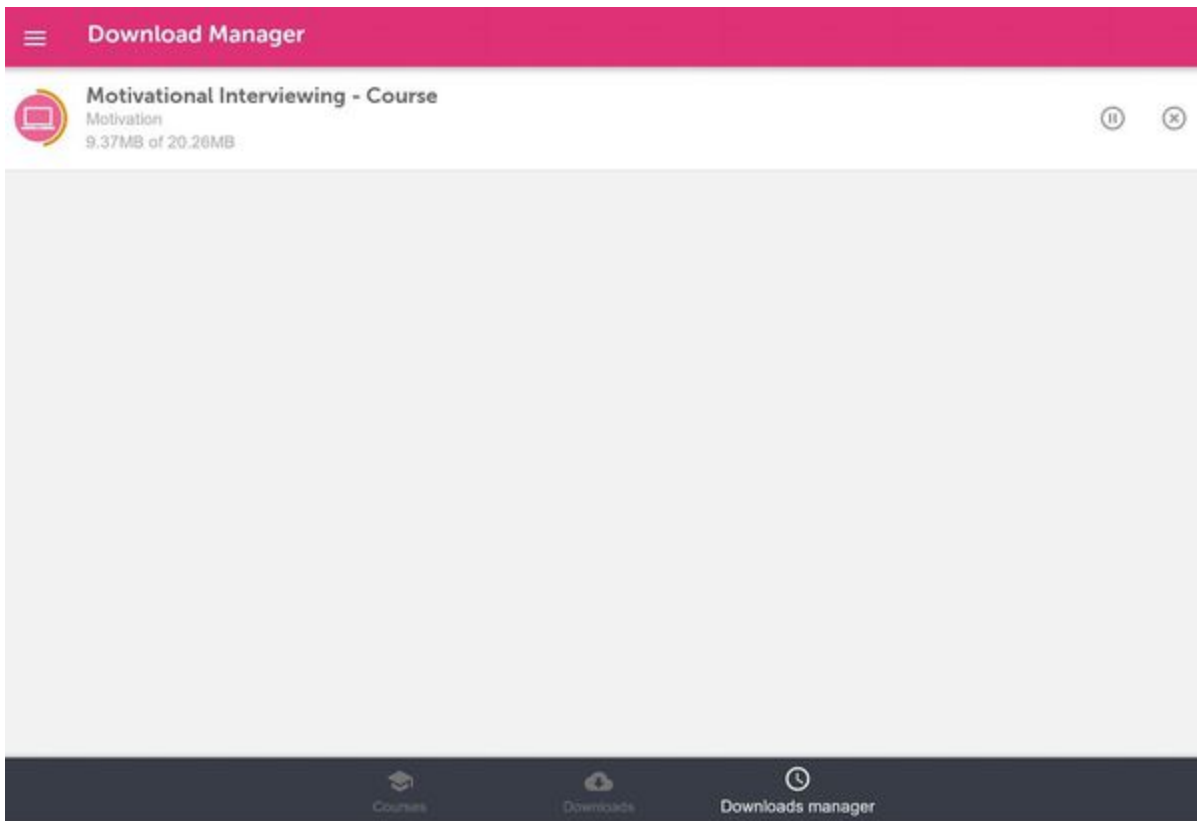 Download Manager
Motivational Interviewing - Course
Motivation
9.37MB of 20.26MB
Courses
Downloads
Downloads manager